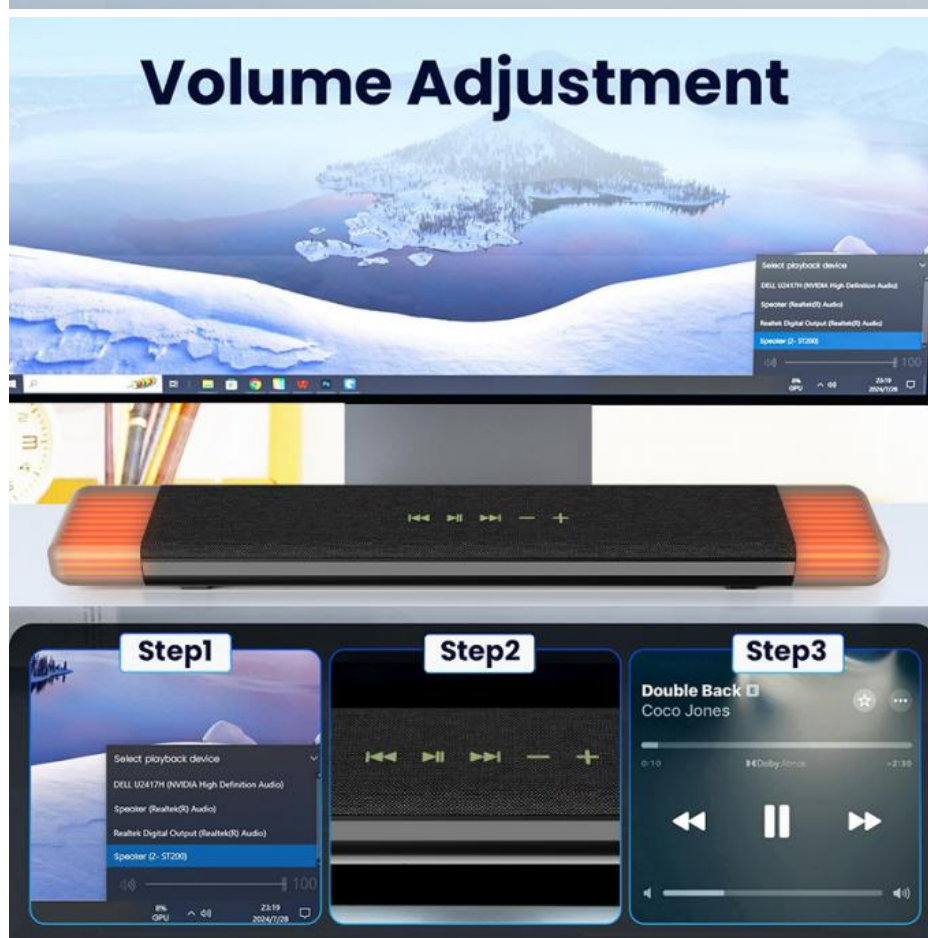 Volume Adjustment
Select playback device
DELL U2417H (NVIDIA High Definition Audio)
Speaker (Realtek(R) Audio)
Realtek Digital Output (Realtek(R) Audio)
Speaker (2- ST200)
100
8%
GPU
23:19
2024/7/28
Step1
Select playback device
DELL U2417H (NVIDIA High Definition Audio)
Speaker (Realtek(R) Audio)
Realtek Digital Output (Realtek(R) Audio)
Speaker (2- ST200)
100
8%
GPU
23:19
2024/7/28
Step2
Step3
Double Back E
Coco Jones
0:10
Dolby Atmos
-2:30